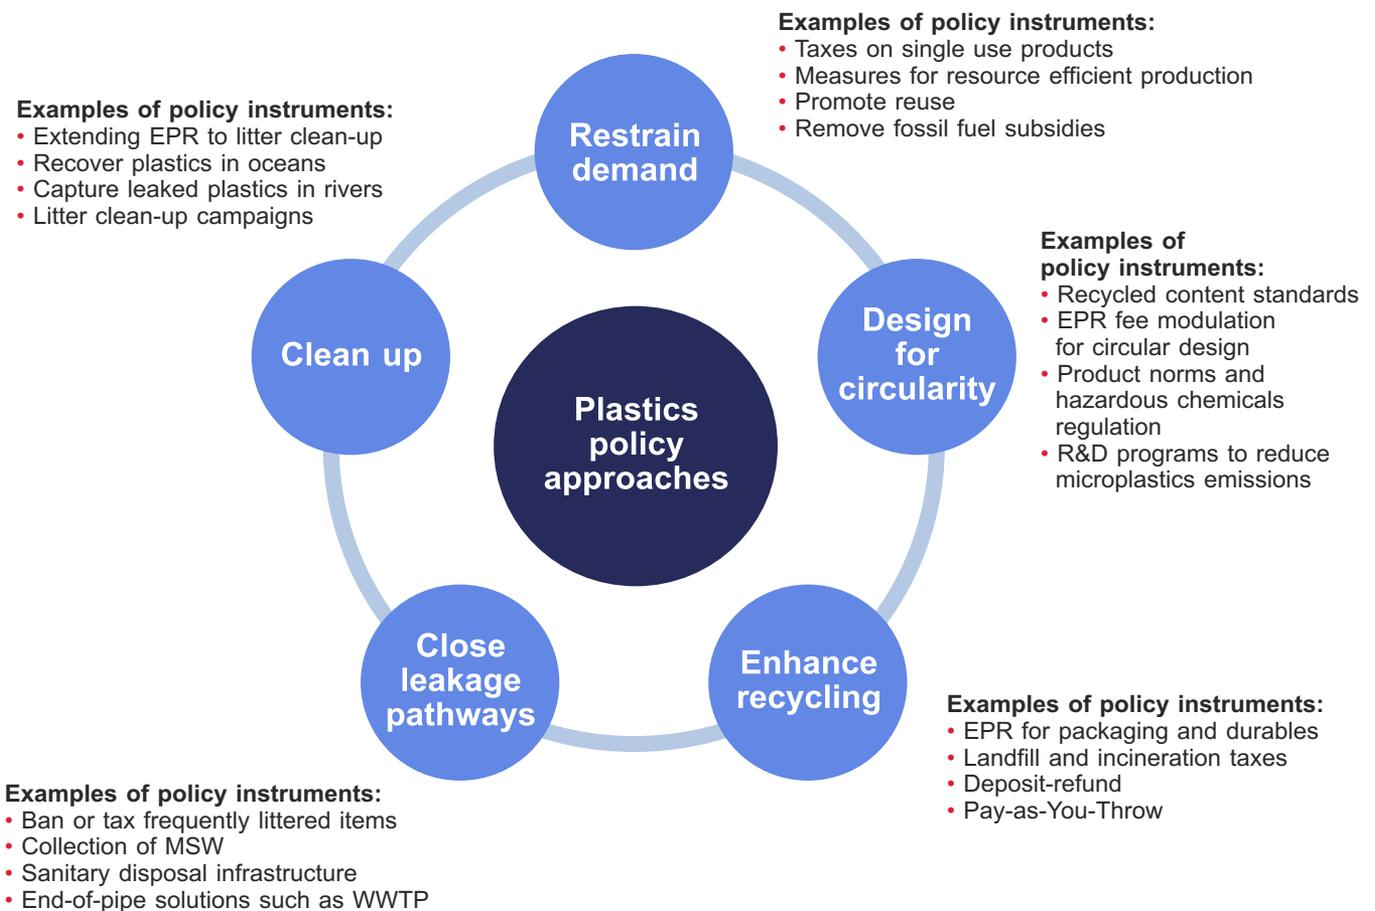 Examples of policy instruments:
• Taxes on single use products
• Measures for resource efficient production
• Promote reuse
• Remove fossil fuel subsidies
Examples of policy instruments:
• Extending EPR to litter clean-up
• Recover plastics in oceans
• Capture leaked plastics in rivers
• Litter clean-up campaigns
Restrain
demand
Examples of
policy instruments:
• Recycled content standards
• EPR fee modulation
for circular design
• Product norms and
hazardous chemicals
regulation
• R&D programs to reduce
microplastics emissions
Design
for
circularity
Clean up
Plastics
policy
approaches
Close
leakage
pathways
Enhance
recycling
Examples of policy instruments:
• EPR for packaging and durables
• Landfill and incineration taxes
• Deposit-refund
• Pay-as-You-Throw
Examples of policy instruments:
• Ban or tax frequently littered items
• Collection of MSW
• Sanitary disposal infrastructure
• End-of-pipe solutions such as WWTP